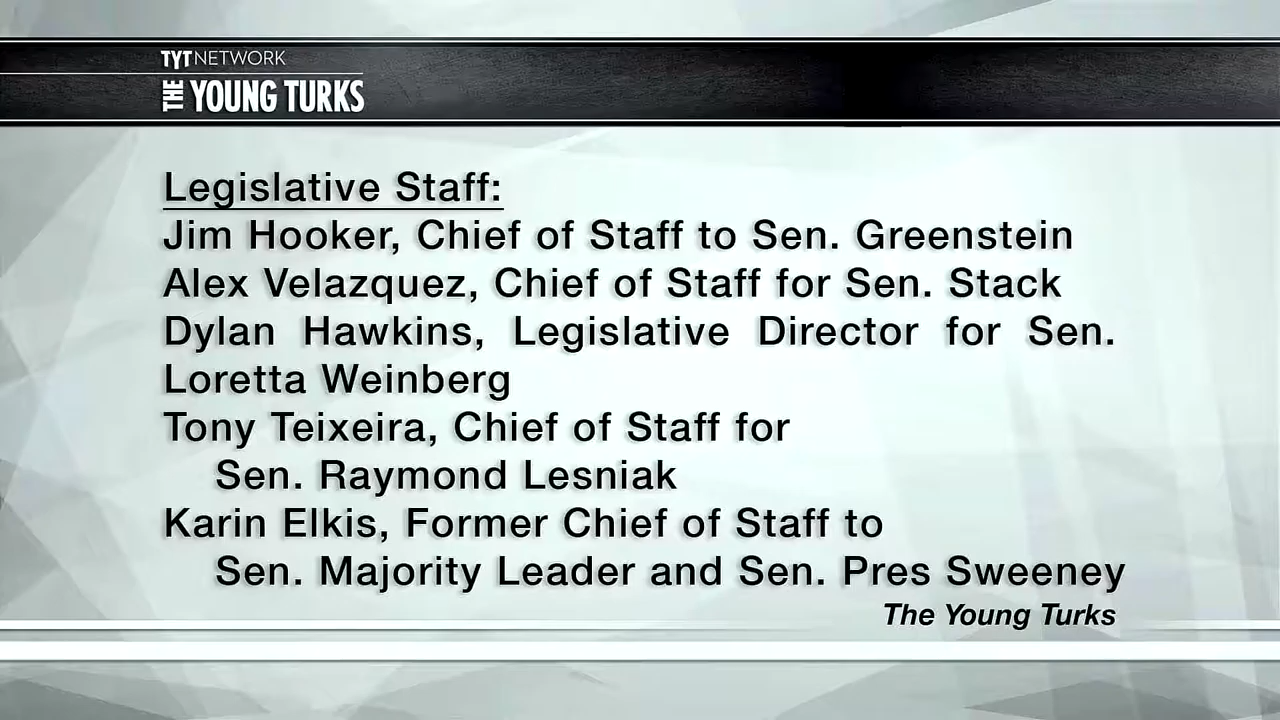 TYT NETWORK
THE YOUNG TURKS
Legislative Staff:
Jim Hooker, Chief of Staff to Sen. Greenstein
Alex Velazquez, Chief of Staff for Sen. Stack
Dylan Hawkins, Legislative Director for Sen.
Loretta Weinberg
Tony Teixeira, Chief of Staff for
Sen. Raymond Lesniak
Karin Elkis, Former Chief of Staff to
Sen. Majority Leader and Sen. Pres Sweeney
The Young Turks